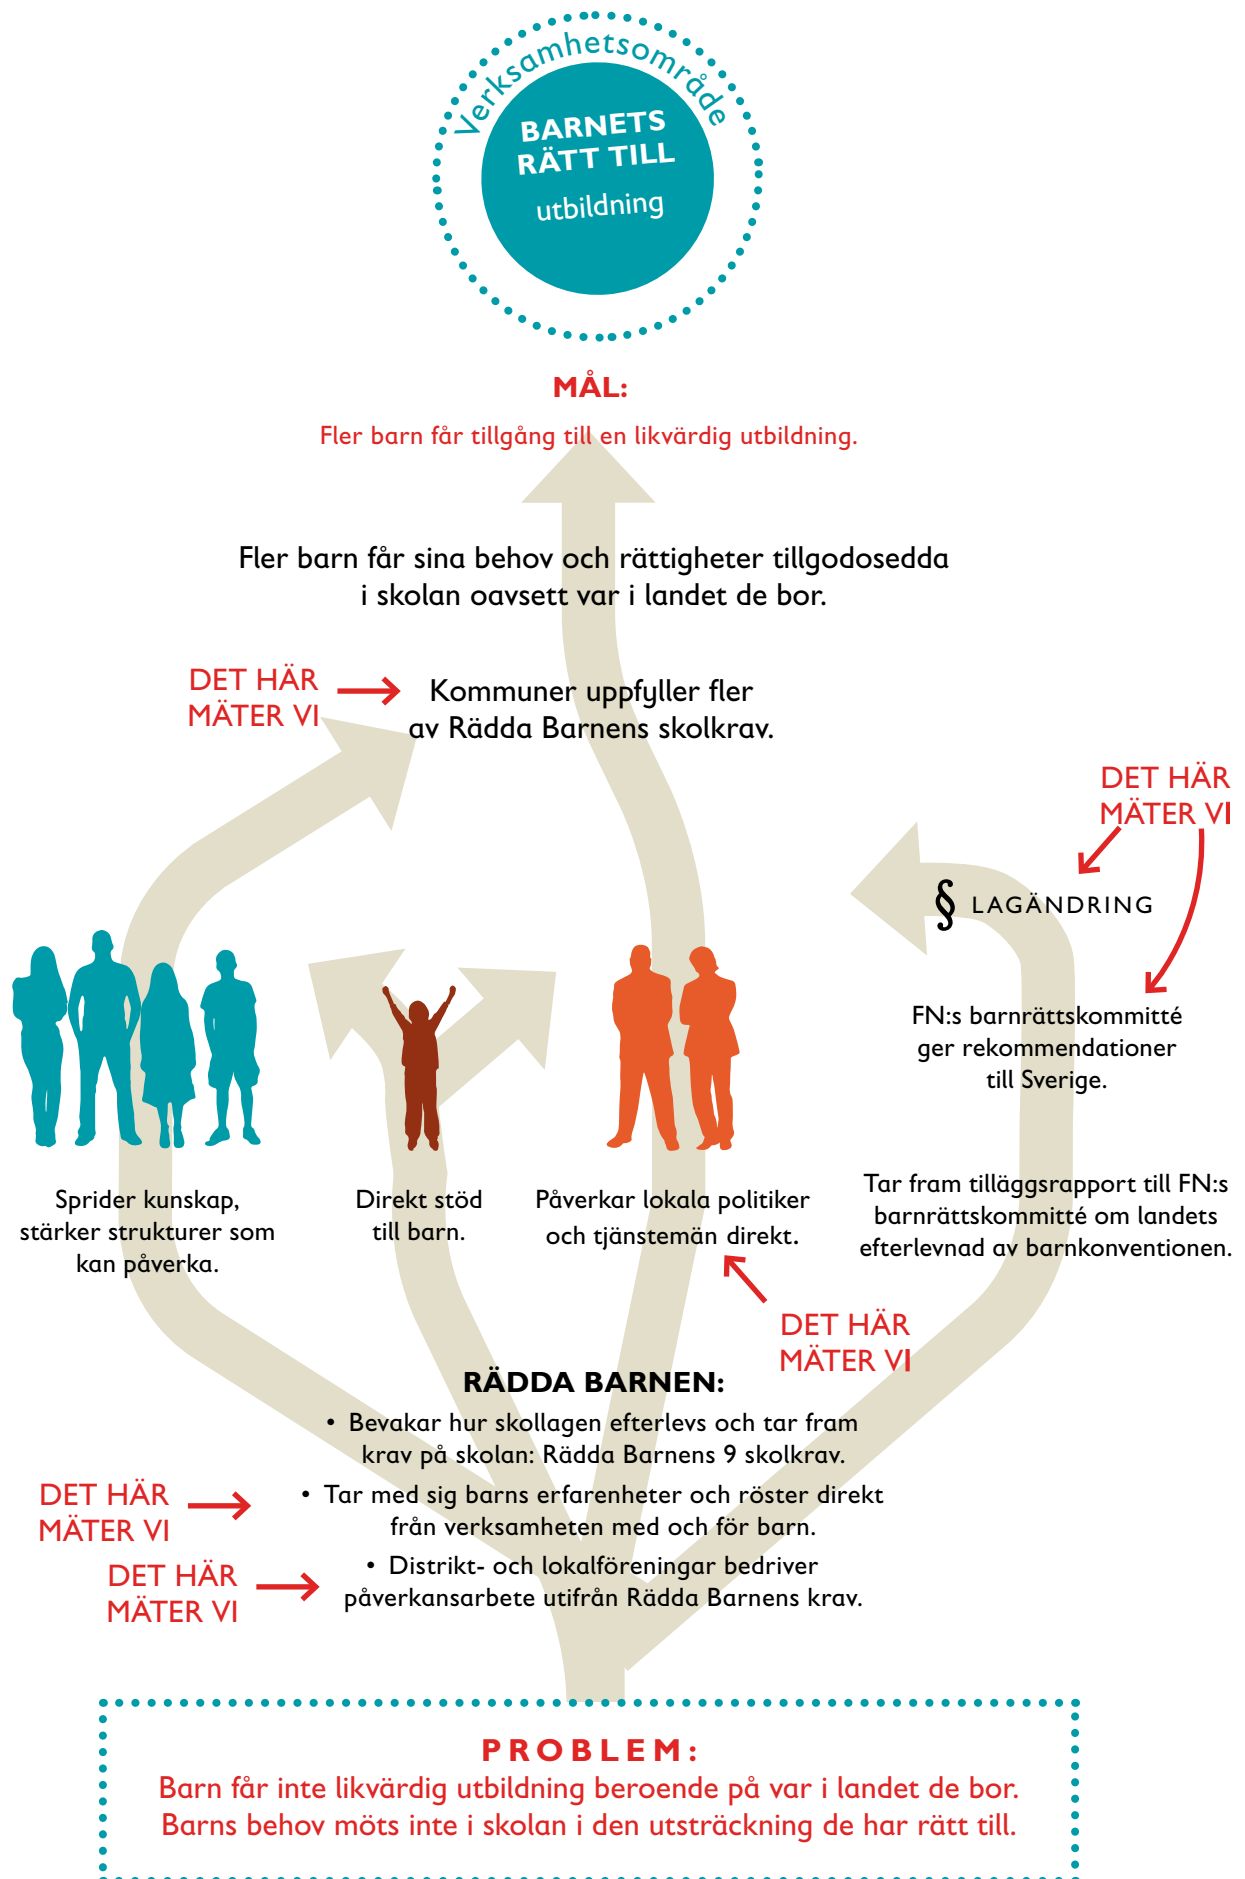 Verksamhetsområde
BARNETS
RÄTT TILL
utbildning
MÅL:
Fler barn får tillgång till en likvärdig utbildning.
Fler barn får sina behov och rättigheter tillgodosedda
i skolan oavsett var i landet de bor.
DET HÄR
MÄTER VI
Kommuner uppfyller fler
av Rädda Barnens skolkrav.
DET HÄR
MÄTER VI
§ LAGÄNDRING
FN:s barnrättskommitté
ger rekommendationer
till Sverige.
Sprider kunskap,
stärker strukturer som
kan påverka.
Direkt stöd
till barn.
Påverkar lokala politiker
och tjänstemän direkt.
Tar fram tilläggsrapport till FN:s
barnrättskommitté om landets
efterlevnad av barnkonventionen.
DET HÄR
MÄTER VI
RÄDDA BARNEN:
• Bevakar hur skollagen efterlevs och tar fram
krav på skolan: Rädda Barnens 9 skolkrav.
DET HÄR
MÄTER VI
• Tar med sig barns erfarenheter och röster direkt
från verksamheten med och för barn.
DET HÄR
MÄTER VI
• Distrikt- och lokalföreningar bedriver
påverkansarbete utifrån Rädda Barnens krav.
PROBLEM:
Barn får inte likvärdig utbildning beroende på var i landet de bor.
Barns behov möts inte i skolan i den utsträckning de har rätt till.